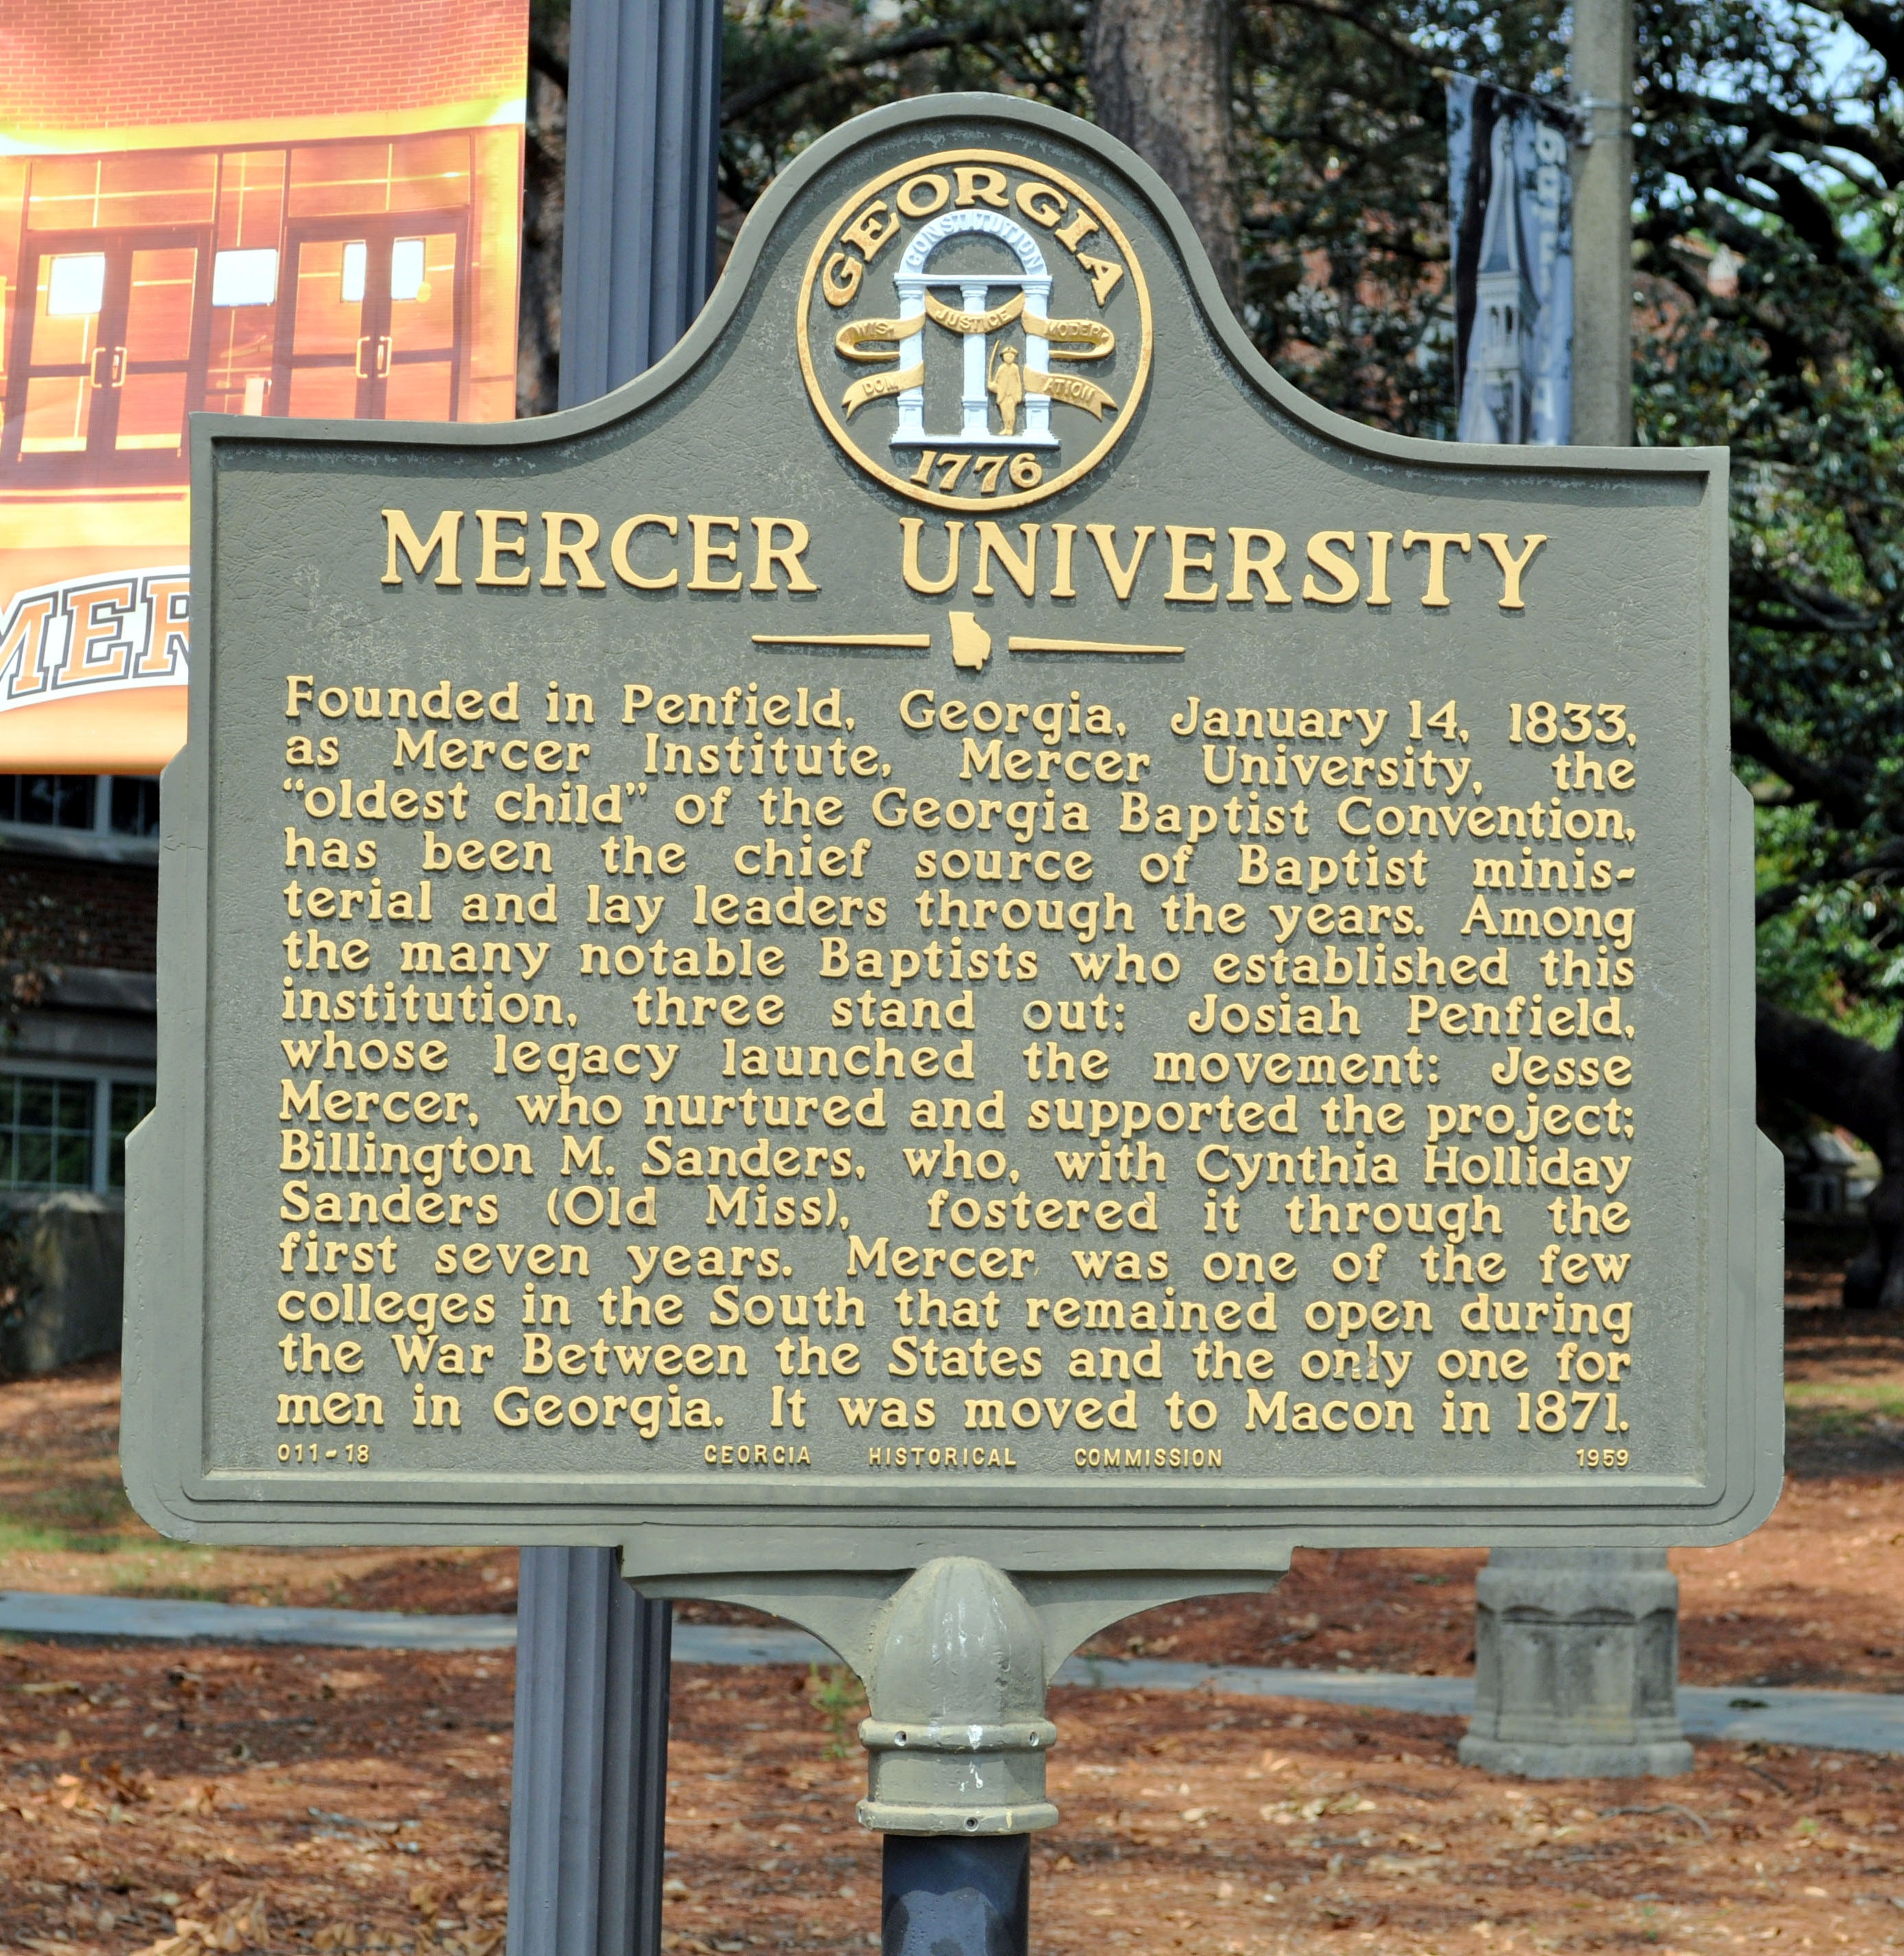 GEORGIA
CONSTITUTION
WIS JUSTICE MODER
DOM ATION
1776
MERCER UNIVERSITY
Founded in Penfield, Georgia, January 14, 1833,
as Mercer Institute, Mercer University, the
“oldest child” of the Georgia Baptist Convention,
has been the chief source of Baptist minis-
terial and lay leaders through the years. Among
the many notable Baptists who established this
institution, three stand out: Josiah Penfield,
whose legacy launched the movement: Jesse
Mercer, who nurtured and supported the project;
Billington M. Sanders, who, with Cynthia Holliday
Sanders (Old Miss), fostered it through the
first seven years. Mercer was one of the few
colleges in the South that remained open during
the War Between the States and the only one for
men in Georgia. It was moved to Macon in 1871.
011-18 GEORGIA HISTORICAL COMMISSION 1959
MER